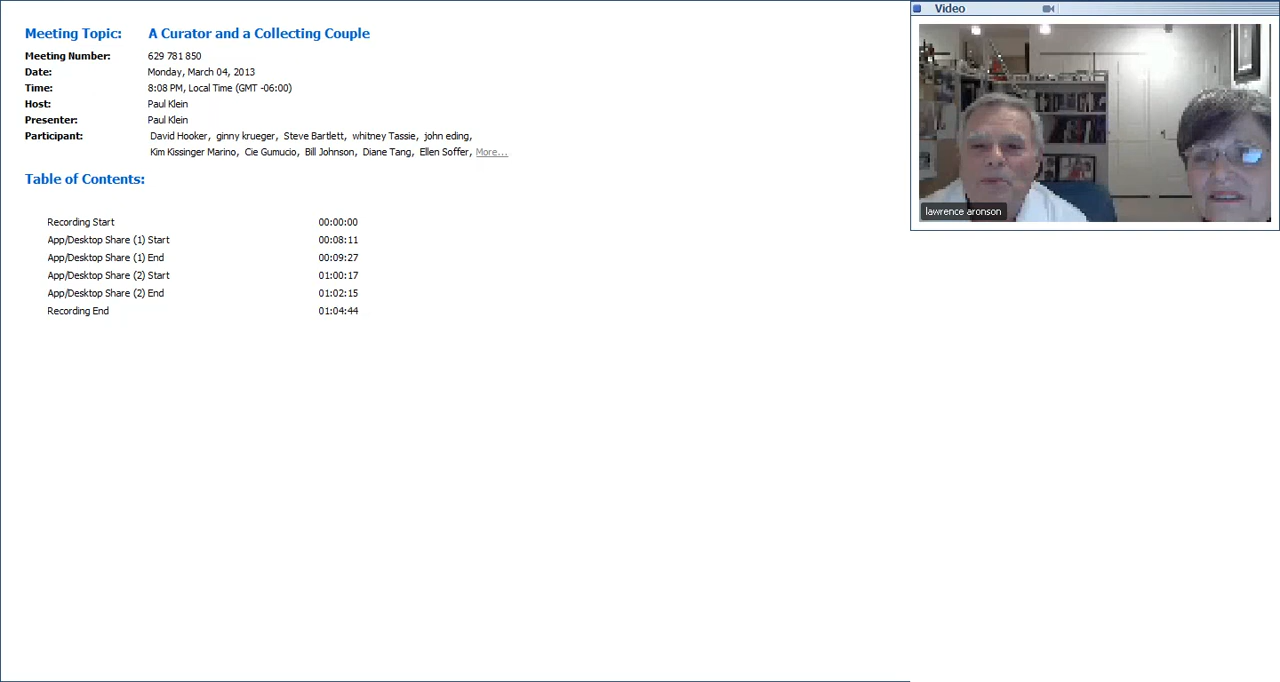 Meeting Topic: A Curator and a Collecting Couple
Meeting Number: 629 781 850
Date: Monday, March 04, 2013
Time: 8:08 PM, Local Time (GMT -06:00)
Host: Paul Klein
Presenter: Paul Klein
Participant: David Hooker, ginny krueger, Steve Bartlett, whitney Tassie, john eding,
Kim Kissinger Marino, Cie Gumucio, Bill Johnson, Diane Tang, Ellen Soffer, More...
Table of Contents:
Recording Start 00:00:00
App/Desktop Share (1) Start 00:08:11
App/Desktop Share (1) End 00:09:27
App/Desktop Share (2) Start 01:00:17
App/Desktop Share (2) End 01:02:15
Recording End 01:04:44
Video
lawrence aronson